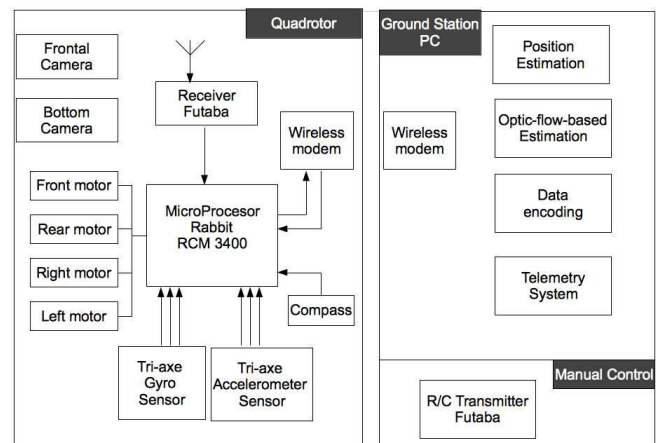 Quadrotor
Frontal
Camera
Bottom
Camera
Receiver
Futaba
Wireless
modem
Front motor
Rear motor
Right motor
Left motor
MicroProcesor
Rabbit
RCM 3400
Compass
Tri-axe
Gyro
Sensor
Tri-axe
Accelerometer
Sensor
Ground Station
PC
Position
Estimation
Wireless
modem
Optic-flow-based
Estimation
Data
encoding
Telemetry
System
Manual Control
R/C Transmitter
Futaba